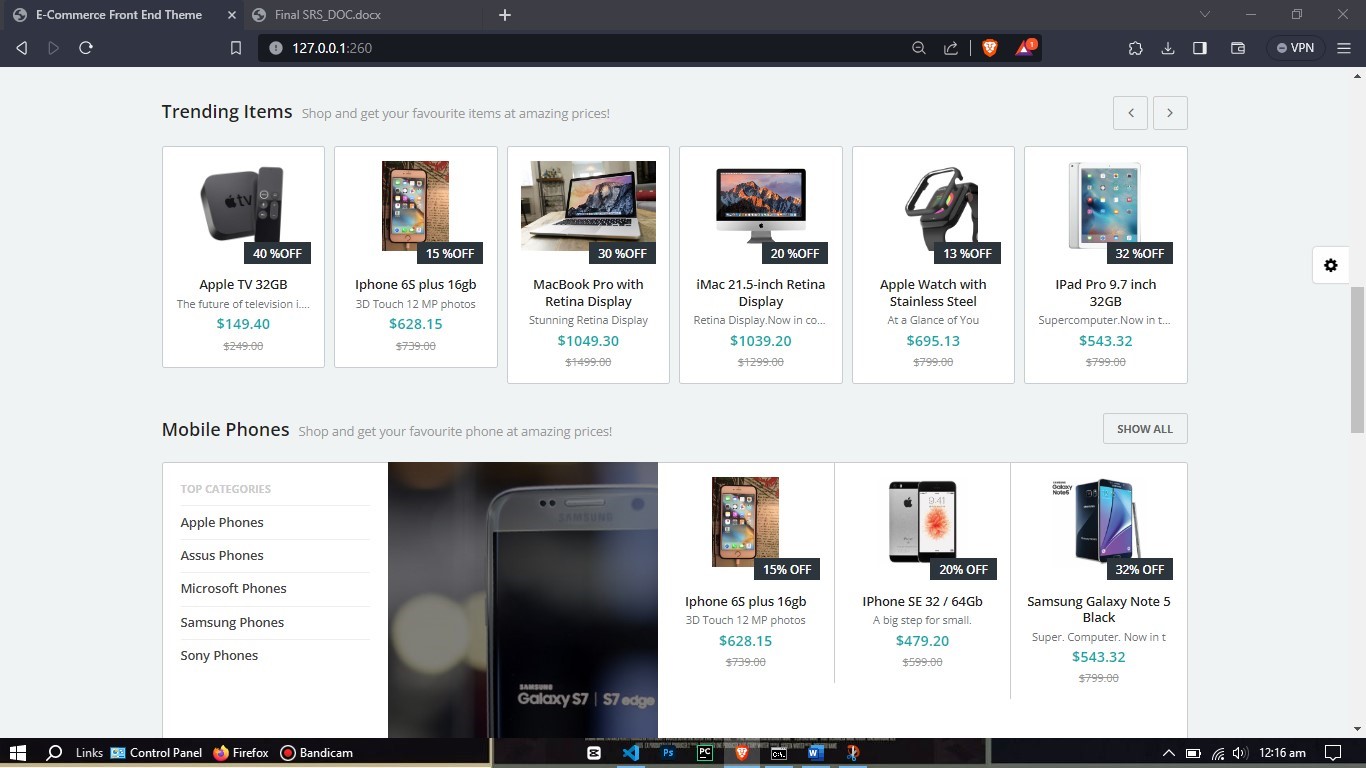 E-Commerce Front End Theme
Final SRS_DOC.docx
127.0.0.1:260
1
VPN
Trending Items Shop and get your favourite items at amazing prices!
tv
40 %OFF
Apple TV 32GB
The future of television i....
$149.40
$249.00
15 %OFF
Iphone 6S plus 16gb
3D Touch 12 MP photos
$628.15
$739.00
30 %OFF
MacBook Pro with
Retina Display
Stunning Retina Display
$1049.30
$1499.00
20 %OFF
iMac 21.5-inch Retina
Display
Retina Display.Now in co...
$1039.20
$1299.00
13 %OFF
Apple Watch with
Stainless Steel
At a Glance of You
$695.13
$799.00
32 %OFF
IPad Pro 9.7 inch
32GB
Supercomputer.Now in t...
$543.32
$799.00
Mobile Phones Shop and get your favourite phone at amazing prices!
SHOW ALL
TOP CATEGORIES
Apple Phones
Assus Phones
Microsoft Phones
Samsung Phones
Sony Phones
SAMSUNG
SAMSUNG
Galaxy S7 | S7 edge
15% OFF
Iphone 6S plus 16gb
3D Touch 12 MP photos
$628.15
$739.00
9:41
20% OFF
IPhone SE 32 / 64Gb
A big step for small.
$479.20
$599.00
SAMSUNG
Galaxy
Note5
32% OFF
Samsung Galaxy Note 5
Black
Super. Computer. Now in t
$543.32
$799.00
Links
Control Panel
Firefox
Bandicam
Ps
PC
W
12:16 am